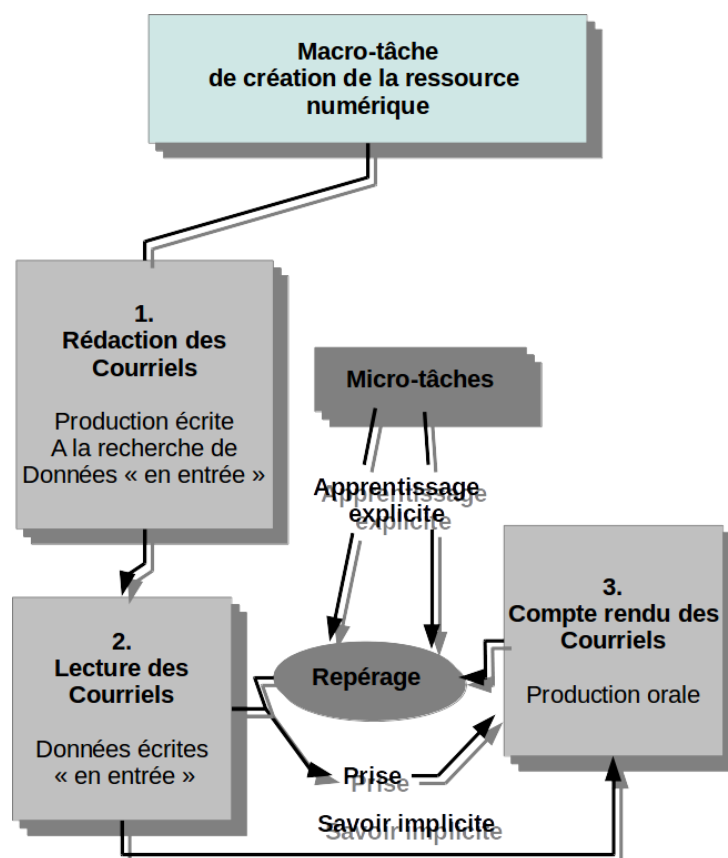 Macro-tâche
de création de la ressource
numérique
1.
Rédaction des
Courriels
Production écrite
A la recherche de
Données « en entrée »
Micro-tâches
Apprentissage
explicite
2.
Lecture des
Courriels
Données écrites
« en entrée »
Repérage
3.
Compte rendu des
Courriels
Production orale
Prise
Savoir implicite